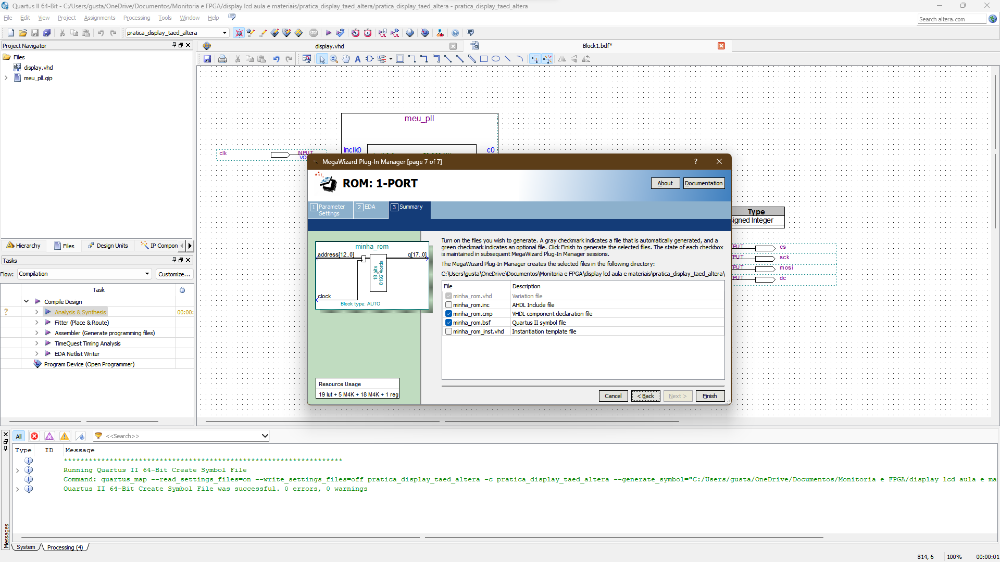 Quartus II 64-Bit - C:/Users/gusta/OneDrive/Documentos/Monitoria e FPGA/display lcd aula e materiais/pratica_display_taed_altera/pratica_display_taed_altera - pratica_display_taed_altera
File Edit View Project Assignments Processing Tools Window Help
Search altera.com
pratica_display_taed_altera
Project Navigator
display.vhd
Block1.bdf*
Files
display.vhd
meu_pll.qip
Hierarchy
Files
Design Units
IP Compon
Tasks
Flow: Compilation
Customize...
Task
Compile Design
Analysis & Synthesis
00:00:
Fitter (Place & Route)
Assembler (Generate programming files)
TimeQuest Timing Analysis
EDA Netlist Writer
Program Device (Open Programmer)
meu_pll
inclk0
c0
clk
INPUT
VC
MegaWizard Plug-In Manager [page 7 of 7]
ROM: 1-PORT
About
Documentation
1 Parameter Settings
2 EDA
3 Summary
minha_rom
address[12..0]
q[17..0]
18 bits
8192 words
clock
Block type: AUTO
Resource Usage
19 lut + 5 M4K + 18 M4K + 1 reg
Turn on the files you wish to generate. A gray checkmark indicates a file that is automatically generated, and a
green checkmark indicates an optional file. Click Finish to generate the selected files. The state of each checkbox
is maintained in subsequent MegaWizard Plug-In Manager sessions.
The MegaWizard Plug-In Manager creates the selected files in the following directory:
C:\Users\gusta\OneDrive\Documentos\Monitoria e FPGA\display lcd aula e materiais\pratica_display_taed_altera\
File Description
minha_rom.vhd Variation file
minha_rom.inc AHDL Include file
minha_rom.cmp VHDL component declaration file
minha_rom.bsf Quartus II symbol file
minha_rom_inst.vhd Instantiation template file
Cancel
< Back
Next >
Finish
Type
signed Integer
TPUT cs
TPUT sck
TPUT mosi
TPUT dc
All
<<Search>>
Type ID Message
*******************************************************************
Running Quartus II 64-Bit Create Symbol File
Command: quartus_map --read_settings_files=on --write_settings_files=off pratica_display_taed_altera -c pratica_display_taed_altera --generate_symbol="C:/Users/gusta/OneDrive/Documentos/Monitoria e FPGA/display lcd aula e ma
Quartus II 64-Bit Create Symbol File was successful. 0 errors, 0 warnings
Messages
System
Processing (4)
814, 6
100%
00:00:01